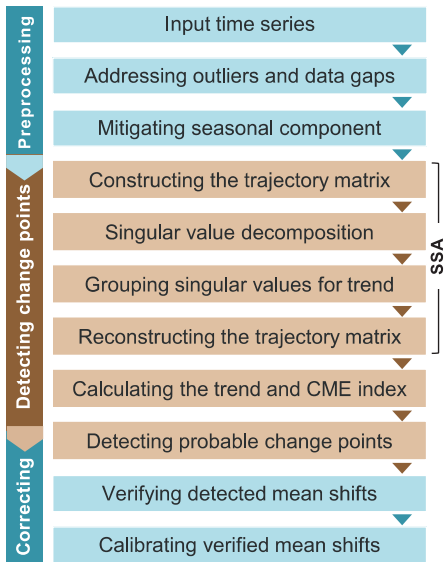 Preprocessing
Input time series
Addressing outliers and data gaps
Mitigating seasonal component
Detecting change points
Constructing the trajectory matrix
Singular value decomposition
Grouping singular values for trend
Reconstructing the trajectory matrix
SSA
Calculating the trend and CME index
Detecting probable change points
Correcting
Verifying detected mean shifts
Calibrating verified mean shifts